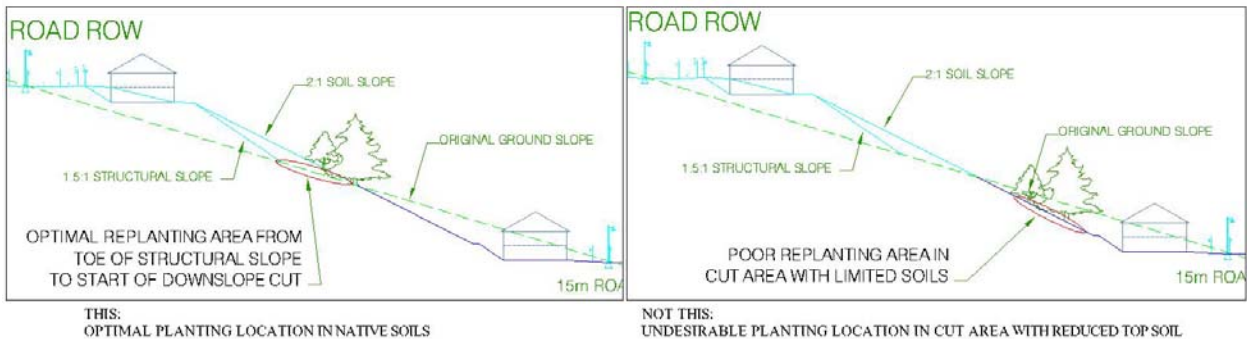 ROAD ROW
2:1 SOIL SLOPE
ORIGINAL GROUND SLOPE
1.5:1 STRUCTURAL SLOPE
OPTIMAL REPLANTING AREA FROM
TOE OF STRUCTURAL SLOPE
TO START OF DOWNSLOPE CUT
15m ROA
THIS:
OPTIMAL PLANTING LOCATION IN NATIVE SOILS
ROAD ROW
2:1 SOIL SLOPE
ORIGINAL GROUND SLOPE
1.5:1 STRUCTURAL SLOPE
POOR REPLANTING AREA IN
CUT AREA WITH LIMITED SOILS
15m ROA
NOT THIS:
UNDESIRABLE PLANTING LOCATION IN CUT AREA WITH REDUCED TOP SOIL